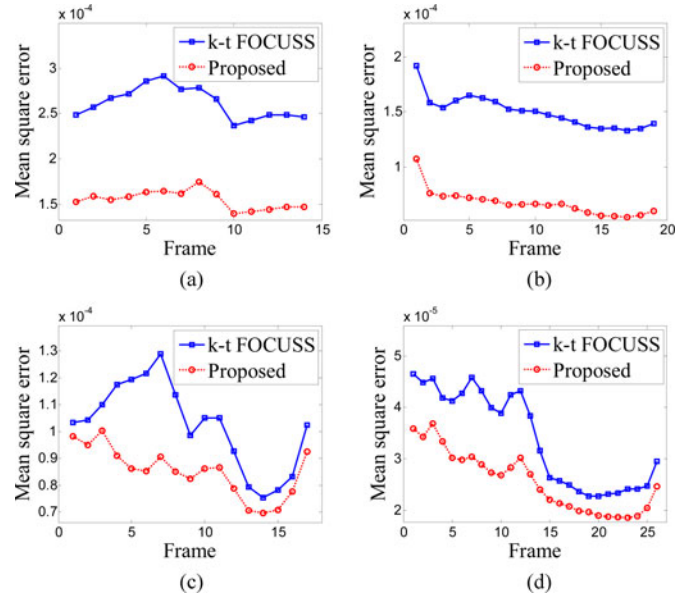 x 10⁻⁴
k-t FOCUSS
Proposed
Mean square error
3.5
3
2.5
2
1.5
0 5 10 15
Frame
(a)
x 10⁻⁴
k-t FOCUSS
Proposed
Mean square error
2
1.5
1
0 5 10 15 20
Frame
(b)
x 10⁻⁴
k-t FOCUSS
Proposed
Mean square error
1.3
1.2
1.1
1
0.9
0.8
0.7
0 5 10 15
Frame
(c)
x 10⁻⁵
k-t FOCUSS
Proposed
Mean square error
5
4
3
2
0 5 10 15 20 25
Frame
(d)